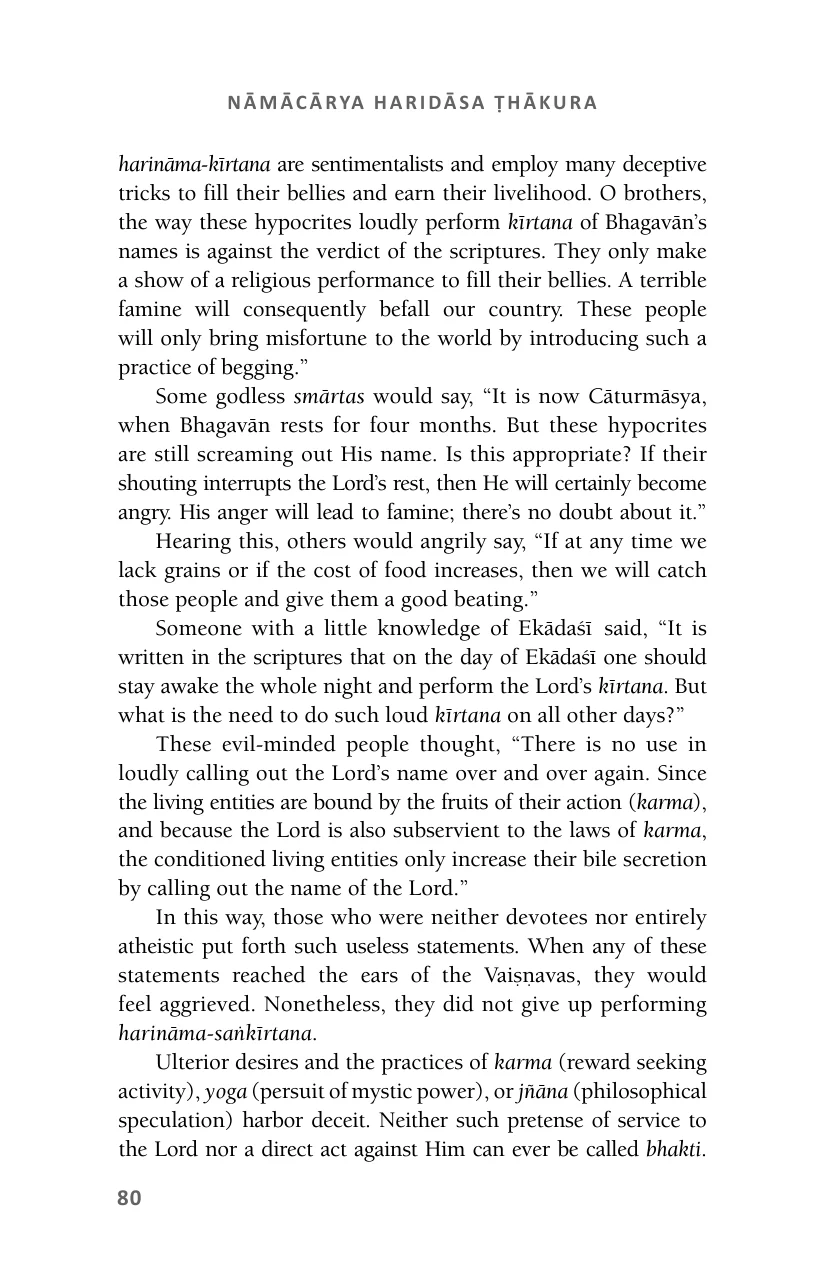 NĀMĀCĀRYA HARIDĀSA ṬHĀKURA
harināma-kīrtana are sentimentalists and employ many deceptive
tricks to fill their bellies and earn their livelihood. O brothers,
the way these hypocrites loudly perform kīrtana of Bhagavān’s
names is against the verdict of the scriptures. They only make
a show of a religious performance to fill their bellies. A terrible
famine will consequently befall our country. These people
will only bring misfortune to the world by introducing such a
practice of begging.”
Some godless smārtas would say, “It is now Cāturmāsya,
when Bhagavān rests for four months. But these hypocrites
are still screaming out His name. Is this appropriate? If their
shouting interrupts the Lord’s rest, then He will certainly become
angry. His anger will lead to famine; there’s no doubt about it.”
Hearing this, others would angrily say, “If at any time we
lack grains or if the cost of food increases, then we will catch
those people and give them a good beating.”
Someone with a little knowledge of Ekādaśī said, “It is
written in the scriptures that on the day of Ekādaśī one should
stay awake the whole night and perform the Lord’s kīrtana. But
what is the need to do such loud kīrtana on all other days?”
These evil-minded people thought, “There is no use in
loudly calling out the Lord’s name over and over again. Since
the living entities are bound by the fruits of their action (karma),
and because the Lord is also subservient to the laws of karma,
the conditioned living entities only increase their bile secretion
by calling out the name of the Lord.”
In this way, those who were neither devotees nor entirely
atheistic put forth such useless statements. When any of these
statements reached the ears of the Vaiṣṇavas, they would
feel aggrieved. Nonetheless, they did not give up performing
harināma-saṅkīrtana.
Ulterior desires and the practices of karma (reward seeking
activity), yoga (persuit of mystic power), or jñāna (philosophical
speculation) harbor deceit. Neither such pretense of service to
the Lord nor a direct act against Him can ever be called bhakti.
80